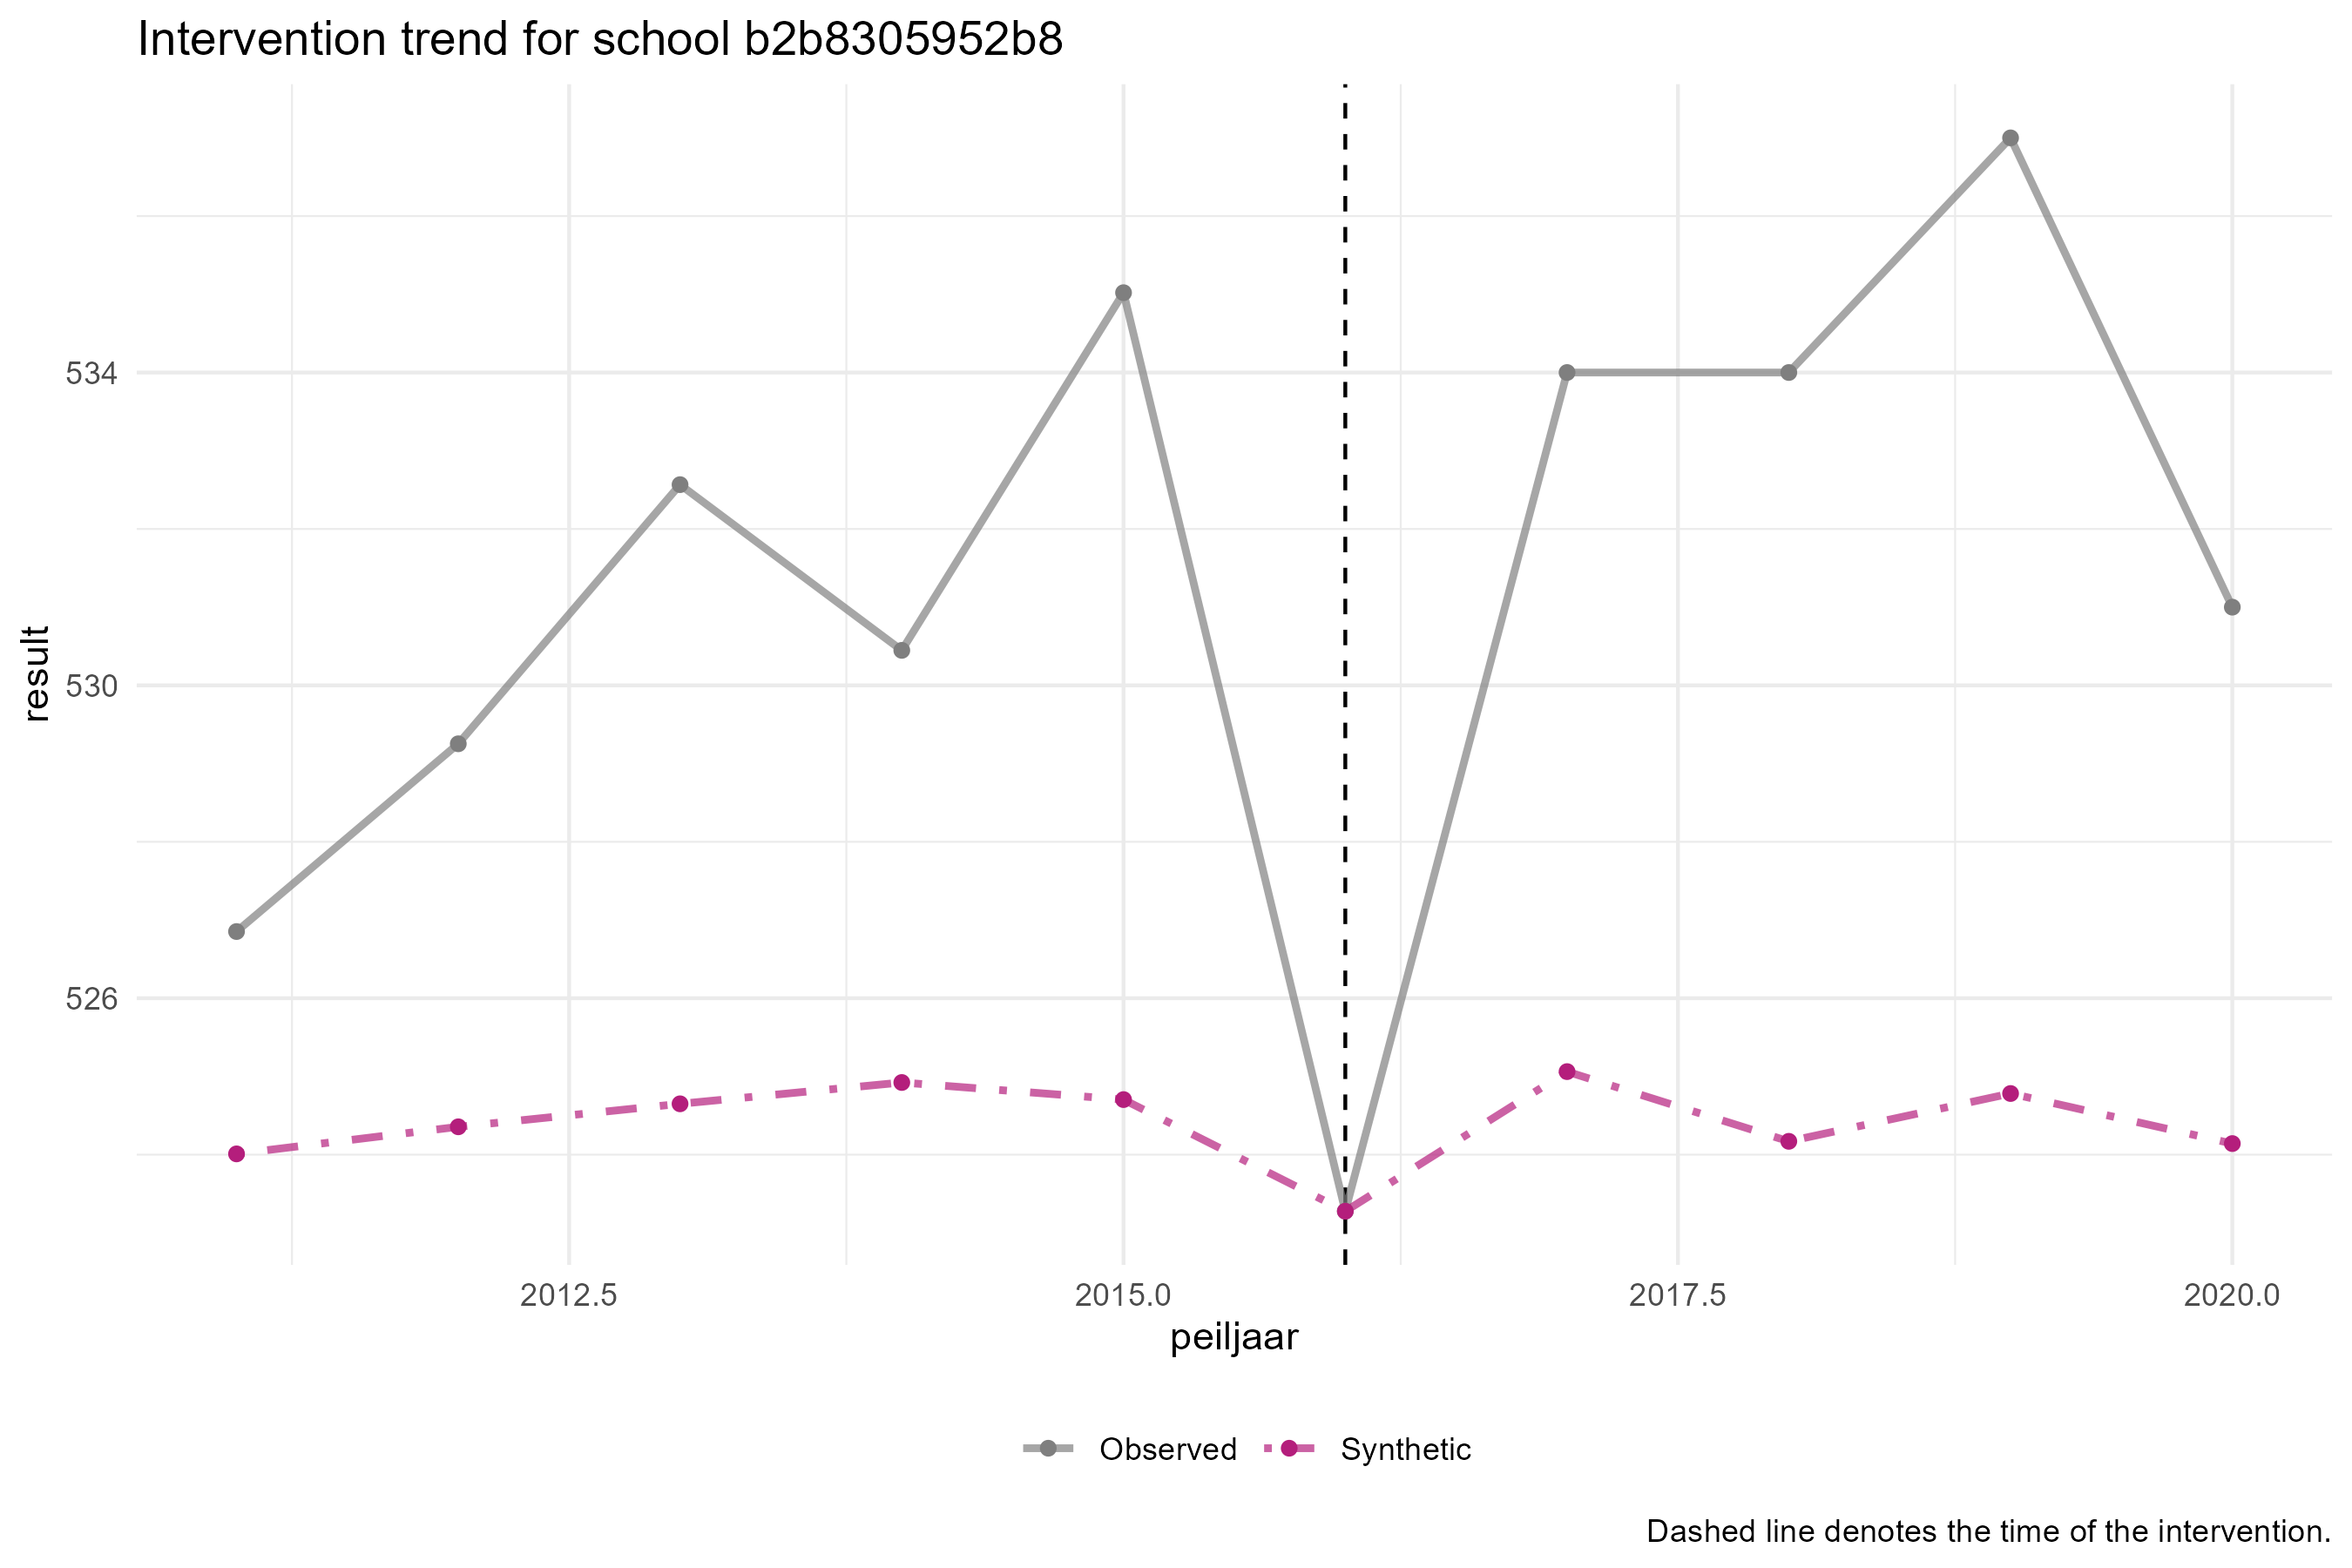 Intervention trend for school b2b8305952b8
result
534
530
526
2012.5 2015.0 2017.5 2020.0
peiljaar
Observed Synthetic
Dashed line denotes the time of the intervention.